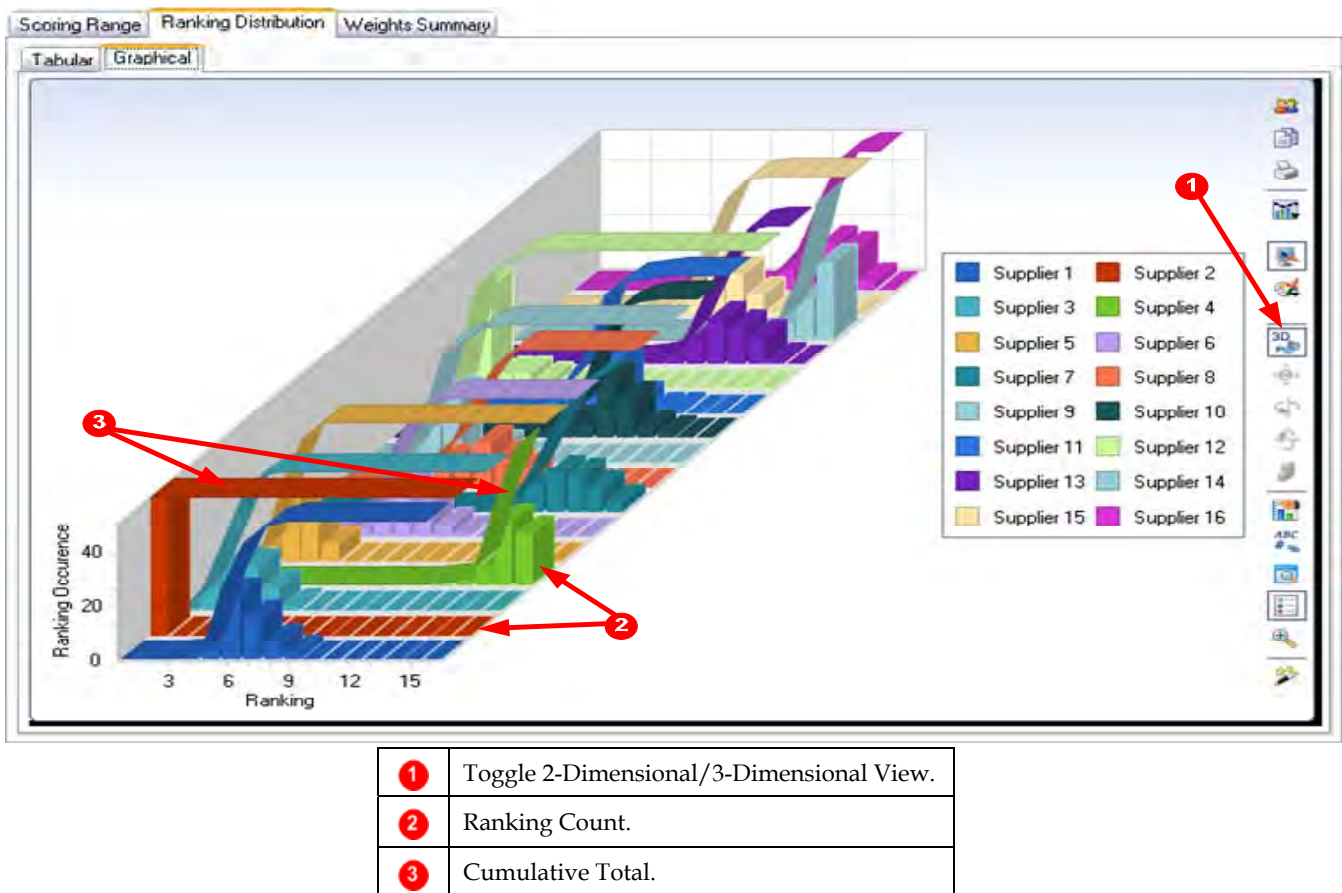 Scoring Range Ranking Distribution Weights Summary
Tabular Graphical
1
3D
Supplier 1 Supplier 2
Supplier 3 Supplier 4
Supplier 5 Supplier 6
Supplier 7 Supplier 8
Supplier 9 Supplier 10
Supplier 11 Supplier 12
Supplier 13 Supplier 14
Supplier 15 Supplier 16
ABC
#
3
2
Ranking Occurence
40
20
0
3 6 9 12 15
Ranking
1 Toggle 2-Dimensional/3-Dimensional View.
2 Ranking Count.
3 Cumulative Total.